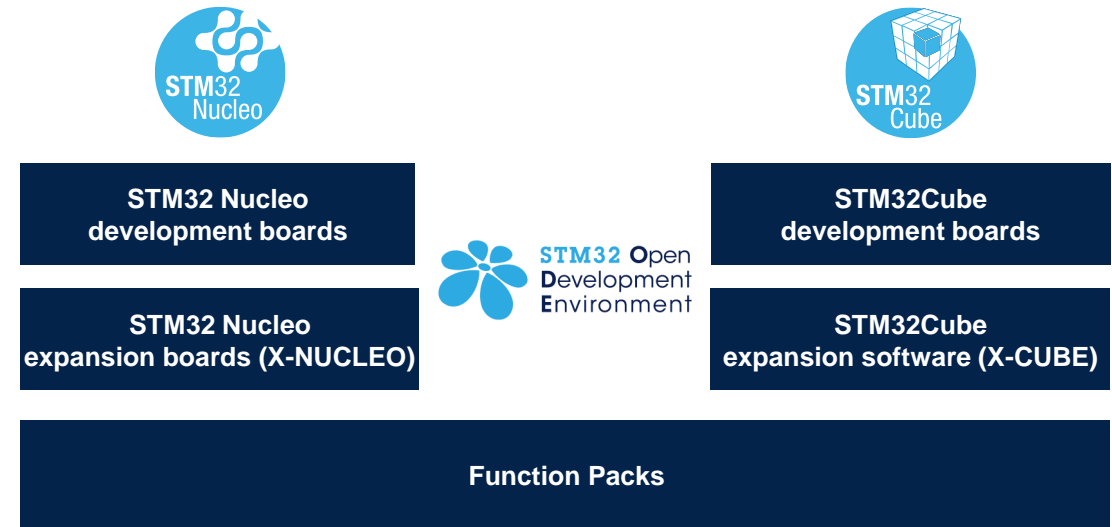 STM32
Nucleo
STM32
Cube
STM32 Nucleo
development boards
STM32Cube
development boards
STM32 Open
Development
Environment
STM32 Nucleo
expansion boards (X-NUCLEO)
STM32Cube
expansion software (X-CUBE)
Function Packs